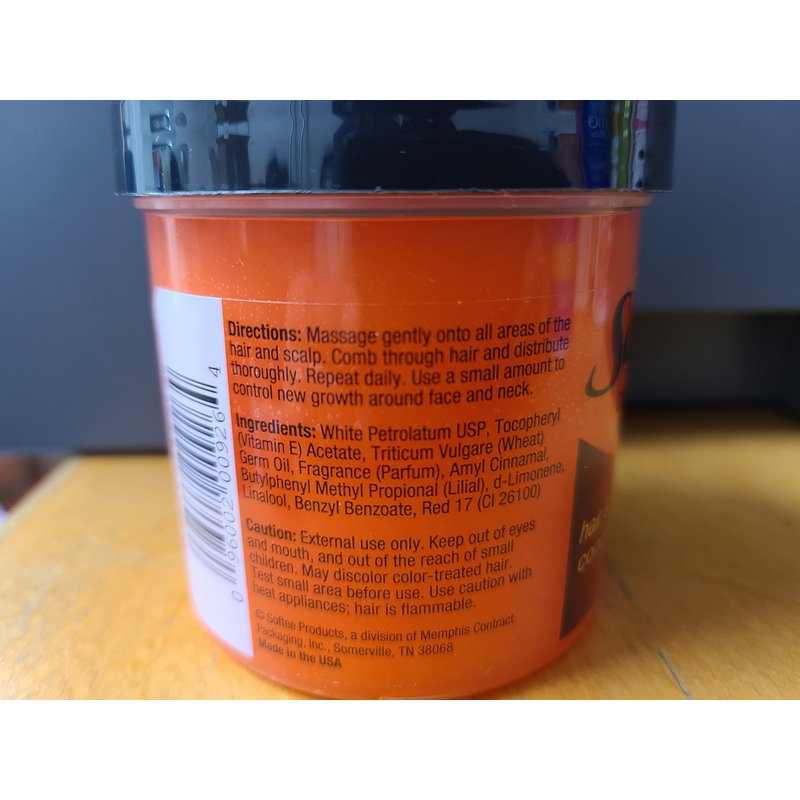 Directions: Massage gently onto all areas of the
hair and scalp. Comb through hair and distribute
thoroughly. Repeat daily. Use a small amount to
control new growth around face and neck.
Ingredients: White Petrolatum USP, Tocopheryl
(Vitamin E) Acetate, Triticum Vulgare (Wheat)
Germ Oil, Fragrance (Parfum), Amyl Cinnamal,
Butylphenyl Methyl Propional (Lilial), d-Limonene,
Linalool, Benzyl Benzoate, Red 17 (CI 26100)
Caution: External use only. Keep out of eyes
and mouth, and out of the reach of small
children. May discolor color-treated hair.
Test small area before use. Use caution with
heat appliances; hair is flammable.
© Softee Products, a division of Memphis Contract
Packaging, Inc., Somerville, TN 38068
Made in the USA
0 96002 00926 4